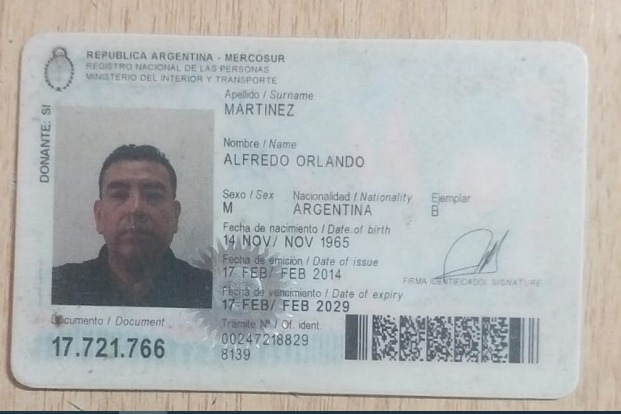 REPUBLICA ARGENTINA - MERCOSUR
REGISTRO NACIONAL DE LAS PERSONAS
MINISTERIO DEL INTERIOR Y TRANSPORTE
DONANTE: SI
Apellido / Surname
MARTINEZ
Nombre / Name
ALFREDO ORLANDO
Sexo / Sex Nacionalidad / Nationality Ejemplar
M ARGENTINA B
Fecha de nacimiento / Date of birth
14 NOV/ NOV 1965
Fecha de emisión / Date of issue
17 FEB/ FEB 2014
FIRMA IDENTIFICADO/ SIGNATURE
Fecha de vencimiento / Date of expiry
17 FEB/ FEB 2029
Documento / Document
17.721.766
Trámite Nº / Of. ident.
00247218829
8139